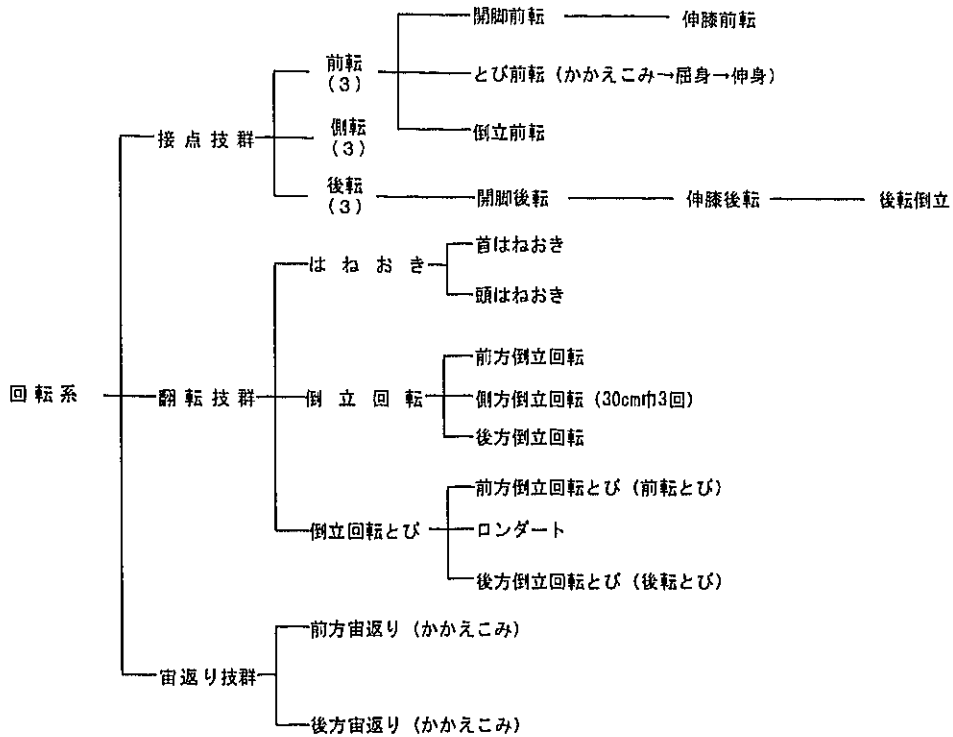 開脚前転 伸膝前転
前転
(3)
とび前転 (かかえこみ→屈身→伸身)
倒立前転
接点技群
側転
(3)
後転
(3)
開脚後転 伸膝後転 後転倒立
首はねおき
はねおき
頭はねおき
前方倒立回転
回転系 翻転技群 倒立回転 側方倒立回転 (30cm巾3回)
後方倒立回転
前方倒立回転とび (前転とび)
倒立回転とび ロンダート
後方倒立回転とび (後転とび)
前方宙返り (かかえこみ)
宙返り技群
後方宙返り (かかえこみ)